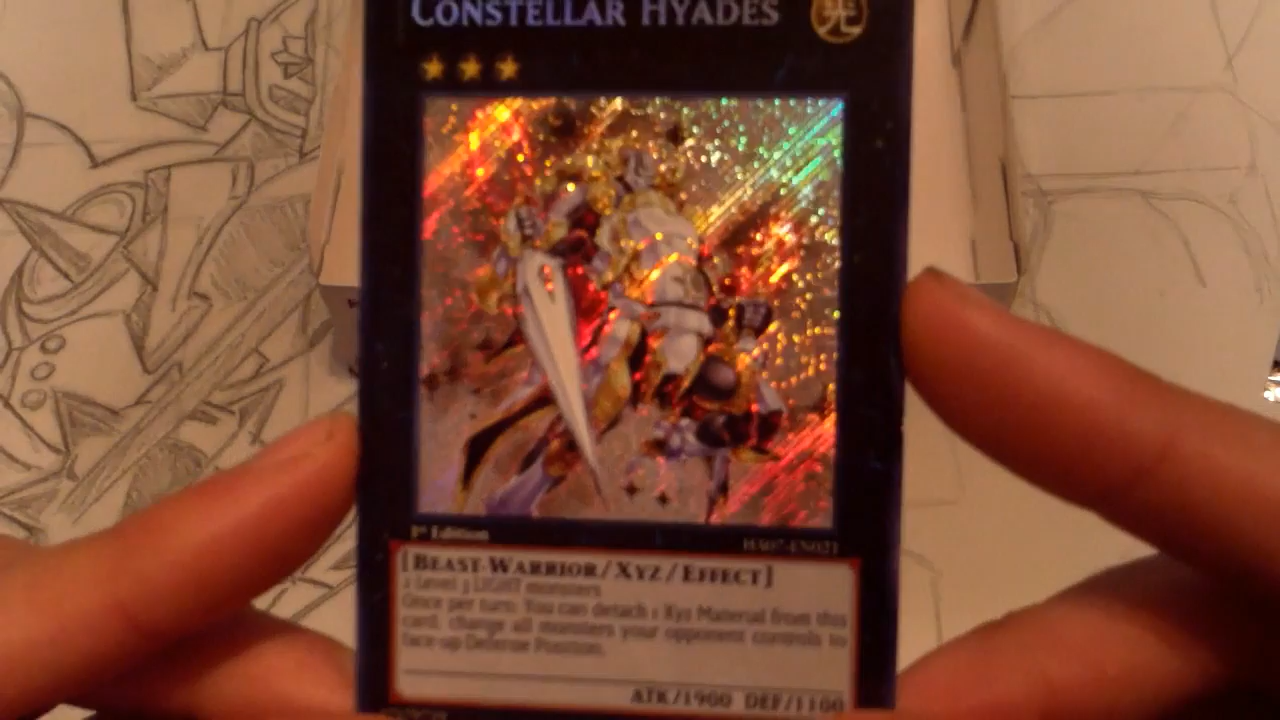 CONSTELLAR HYADES
光
1st Edition
HA07-EN021
[BEAST-WARRIOR/XYZ/EFFECT]
2 Level 3 LIGHT monsters
Once per turn: You can detach 1 Xyz Material from this
card; change all monsters your opponent controls to
face-up Defense Position.
ATK/1900 DEF/1100